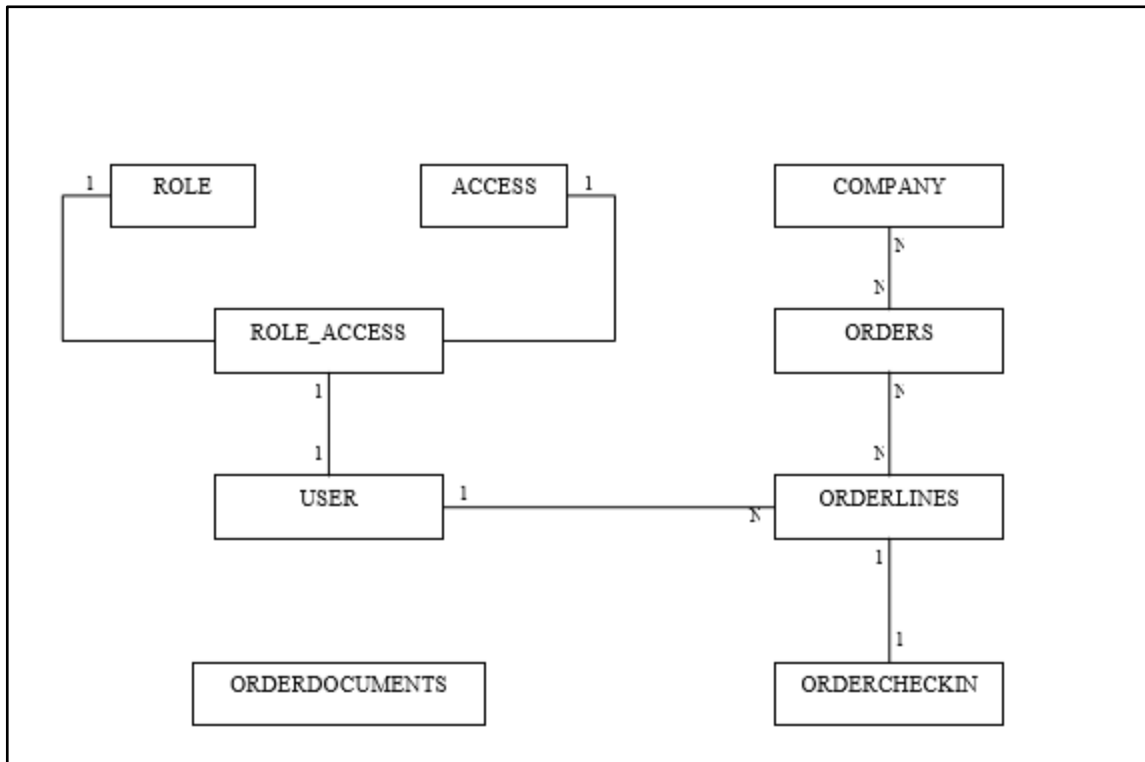 1 ROLE ACCESS 1 COMPANY
N
N
ROLE_ACCESS ORDERS
1 N
1 N
USER 1 ORDERLINES
N
1
1
ORDERDOCUMENTS ORDERCHECKIN